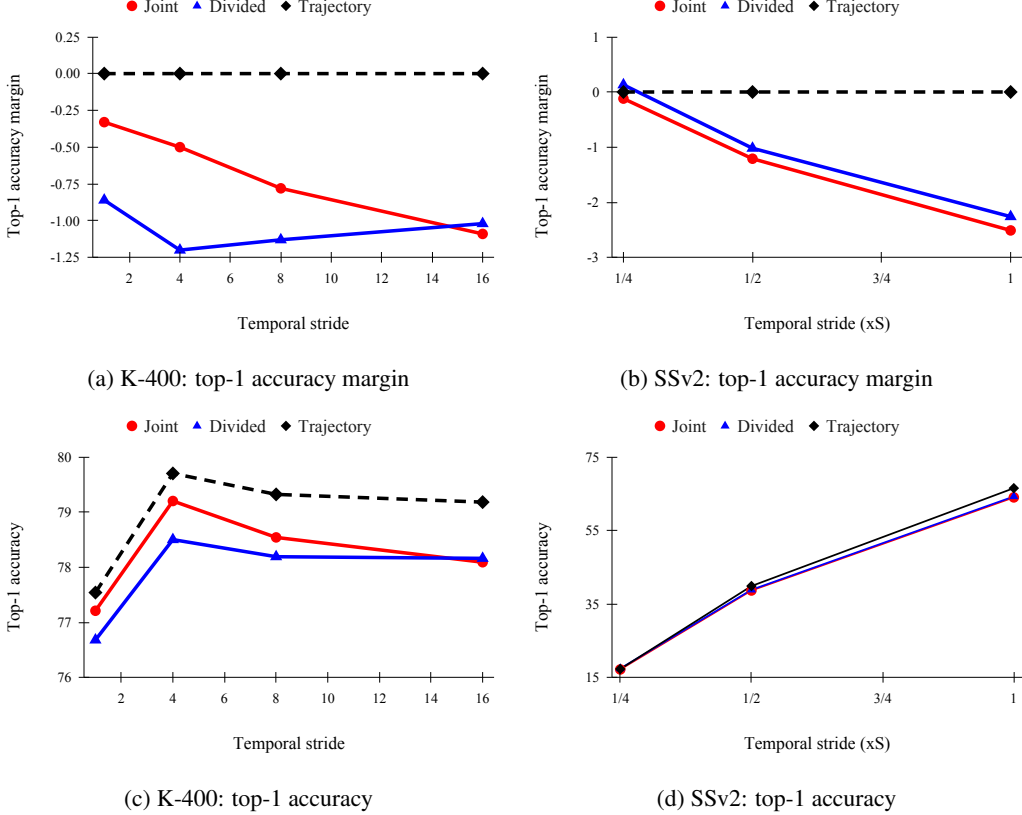 Joint Divided Trajectory
Top-1 accuracy margin
0.25
0.00
-0.25
-0.50
-0.75
-1.00
-1.25
2 4 6 8 10 12 14 16
Temporal stride
(a) K-400: top-1 accuracy margin
Joint Divided Trajectory
Top-1 accuracy margin
1
0
-1
-2
-3
1/4 1/2 3/4 1
Temporal stride (xS)
(b) SSv2: top-1 accuracy margin
Joint Divided Trajectory
Top-1 accuracy
80
79
78
77
76
2 4 6 8 10 12 14 16
Temporal stride
(c) K-400: top-1 accuracy
Joint Divided Trajectory
Top-1 accuracy
75
55
35
15
1/4 1/2 3/4 1
Temporal stride (xS)
(d) SSv2: top-1 accuracy